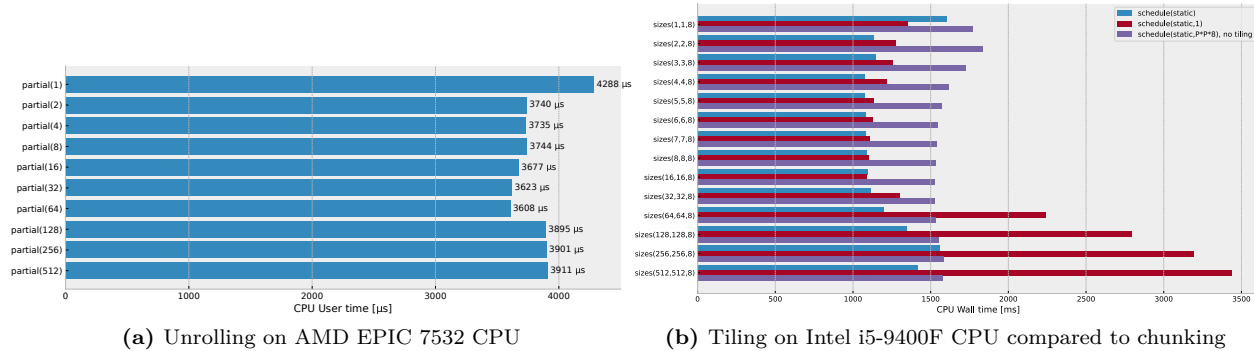 partial(1)
4288 µs
partial(2)
3740 µs
partial(4)
3735 µs
partial(8)
3744 µs
partial(16)
3677 µs
partial(32)
3623 µs
partial(64)
3608 µs
partial(128)
3895 µs
partial(256)
3901 µs
partial(512)
3911 µs
0 1000 2000 3000 4000
CPU User time [µs]
(a) Unrolling on AMD EPIC 7532 CPU
schedule(static)
schedule(static,1)
schedule(static,P*P*8), no tiling
sizes(1,1,8)
sizes(2,2,8)
sizes(3,3,8)
sizes(4,4,8)
sizes(5,5,8)
sizes(6,6,8)
sizes(7,7,8)
sizes(8,8,8)
sizes(16,16,8)
sizes(32,32,8)
sizes(64,64,8)
sizes(128,128,8)
sizes(256,256,8)
sizes(512,512,8)
0 500 1000 1500 2000 2500 3000 3500
CPU Wall time [ms]
(b) Tiling on Intel i5-9400F CPU compared to chunking